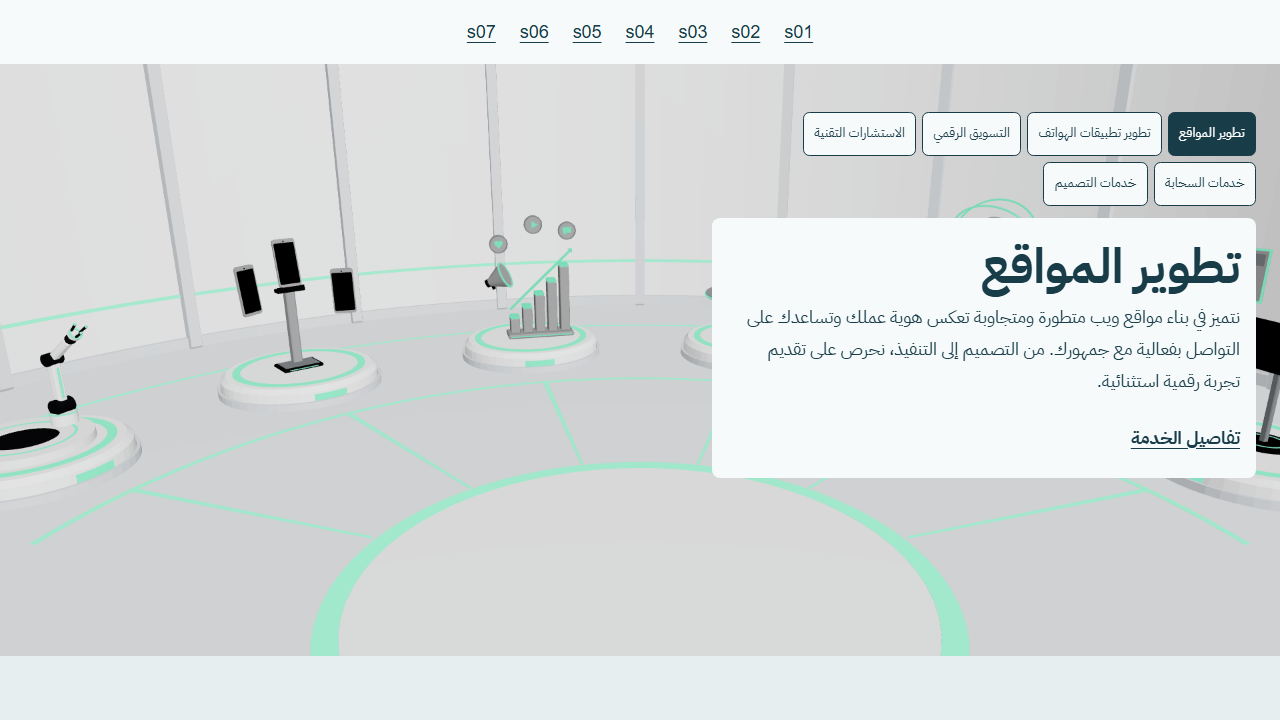 s01 s02 s03 s04 s05 s06 s07
تطوير المواقع تطوير تطبيقات الهواتف التسويق الرقمي الاستشارات التقنية
خدمات السحابة خدمات التصميم
تطوير المواقع
نتميز في بناء مواقع ويب متطورة ومتجاوبة تعكس هوية عملك وتساعدك على
التواصل بفعالية مع جمهورك. من التصميم إلى التنفيذ، نحرص على تقديم
تجربة رقمية استثنائية.
تفاصيل الخدمة